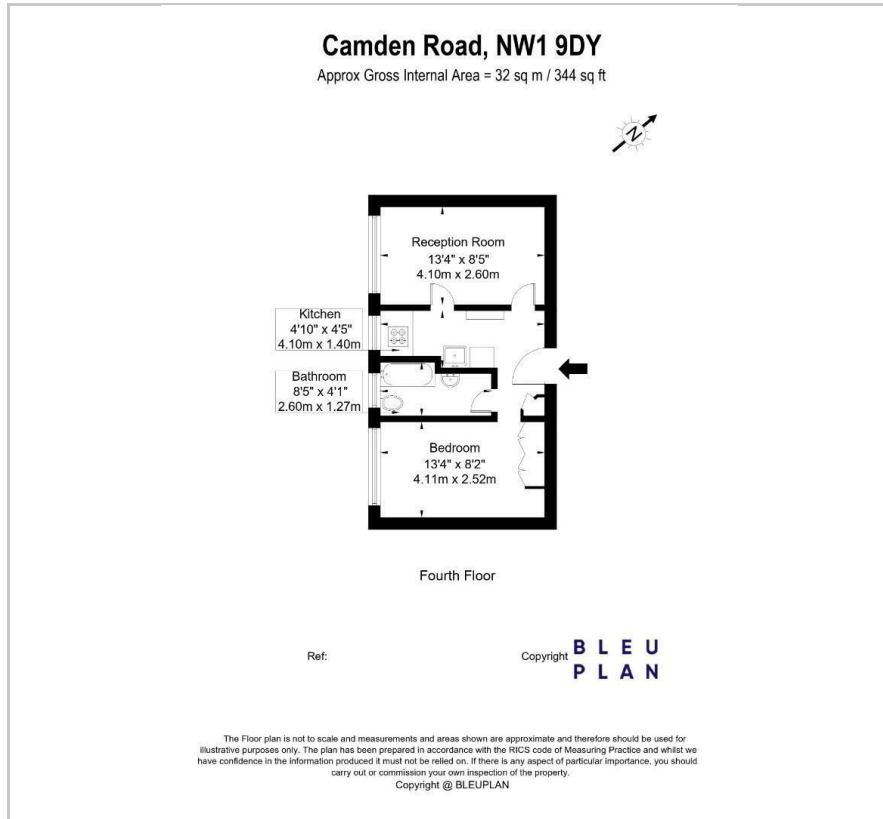 Camden Road, NW1 9DY
Approx Gross Internal Area = 32 sq m / 344 sq ft
N
Reception Room
13'4" x 8'5"
4.10m x 2.60m
Kitchen
4'10" x 4'5"
4.10m x 1.40m
Bathroom
8'5" x 4'1"
2.60m x 1.27m
Bedroom
13'4" x 8'2"
4.11m x 2.52m
Fourth Floor
Ref:
Copyright
BLEU
PLAN
The Floor plan is not to scale and measurements and areas shown are approximate and therefore should be used for
illustrative purposes only. The plan has been prepared in accordance with the RICS code of Measuring Practice and whilst we
have confidence in the information produced it must not be relied on. If there is any aspect of particular importance, you should
carry out or commission your own inspection of the property.
Copyright @ BLEUPLAN